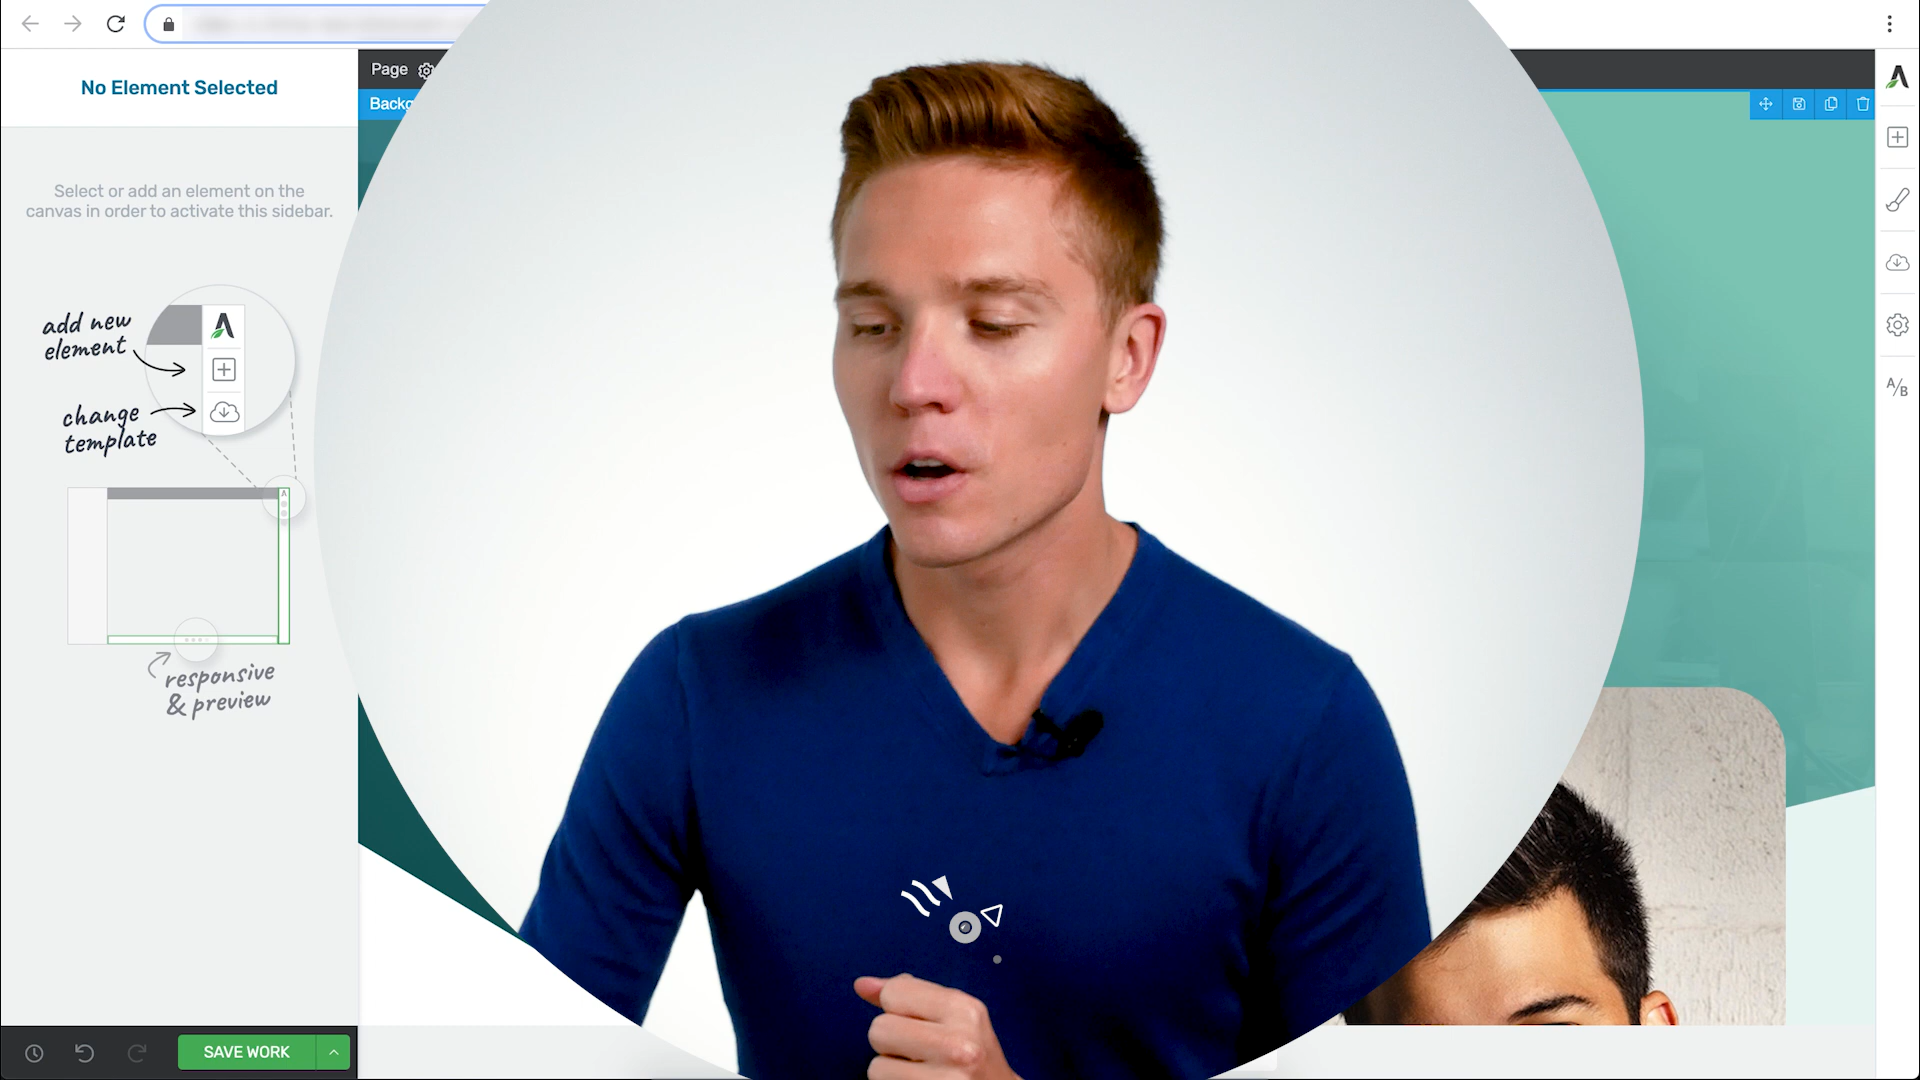 No Element Selected
Page
Backg
Select or add an element on the
canvas in order to activate this sidebar.
add new
element
change
template
A
responsive
& preview
A/B
SAVE WORK